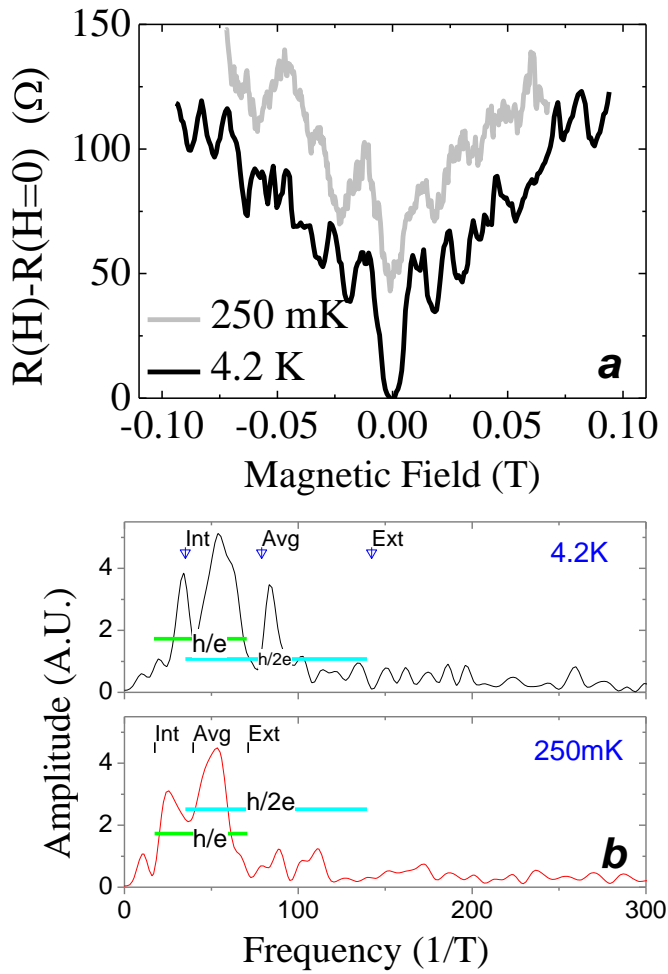 150
100
50
0
R(H)-R(H=0) (Ω)
250 mK
4.2 K
a
-0.10 -0.05 0.00 0.05 0.10
Magnetic Field (T)
Int Avg Ext 4.2K
4
2
0
h/e
h/2e
Int Avg Ext 250mK
4
2
0
h/2e
h/e
b
Amplitude (A.U.)
0 100 200 300
Frequency (1/T)